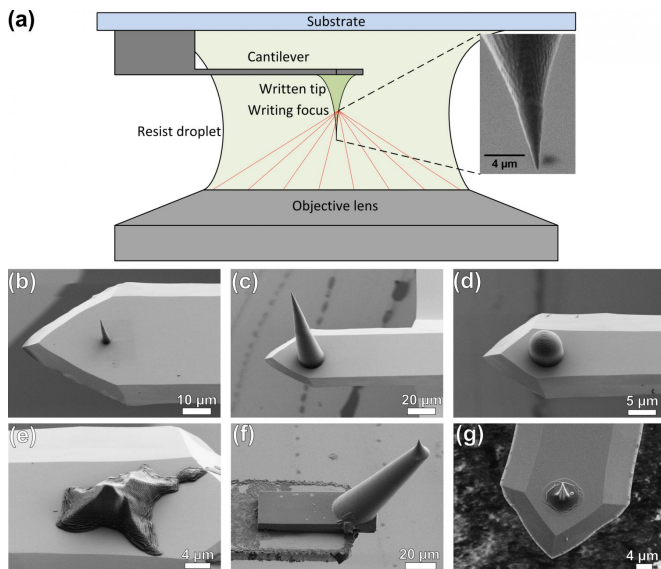 (a)
Substrate
Cantilever
Written tip
Writing focus
Resist droplet
4 µm
Objective lens
(b)
10 µm
(c)
20 µm
(d)
5 µm
(e)
4 µm
(f)
20 µm
(g)
4 µm